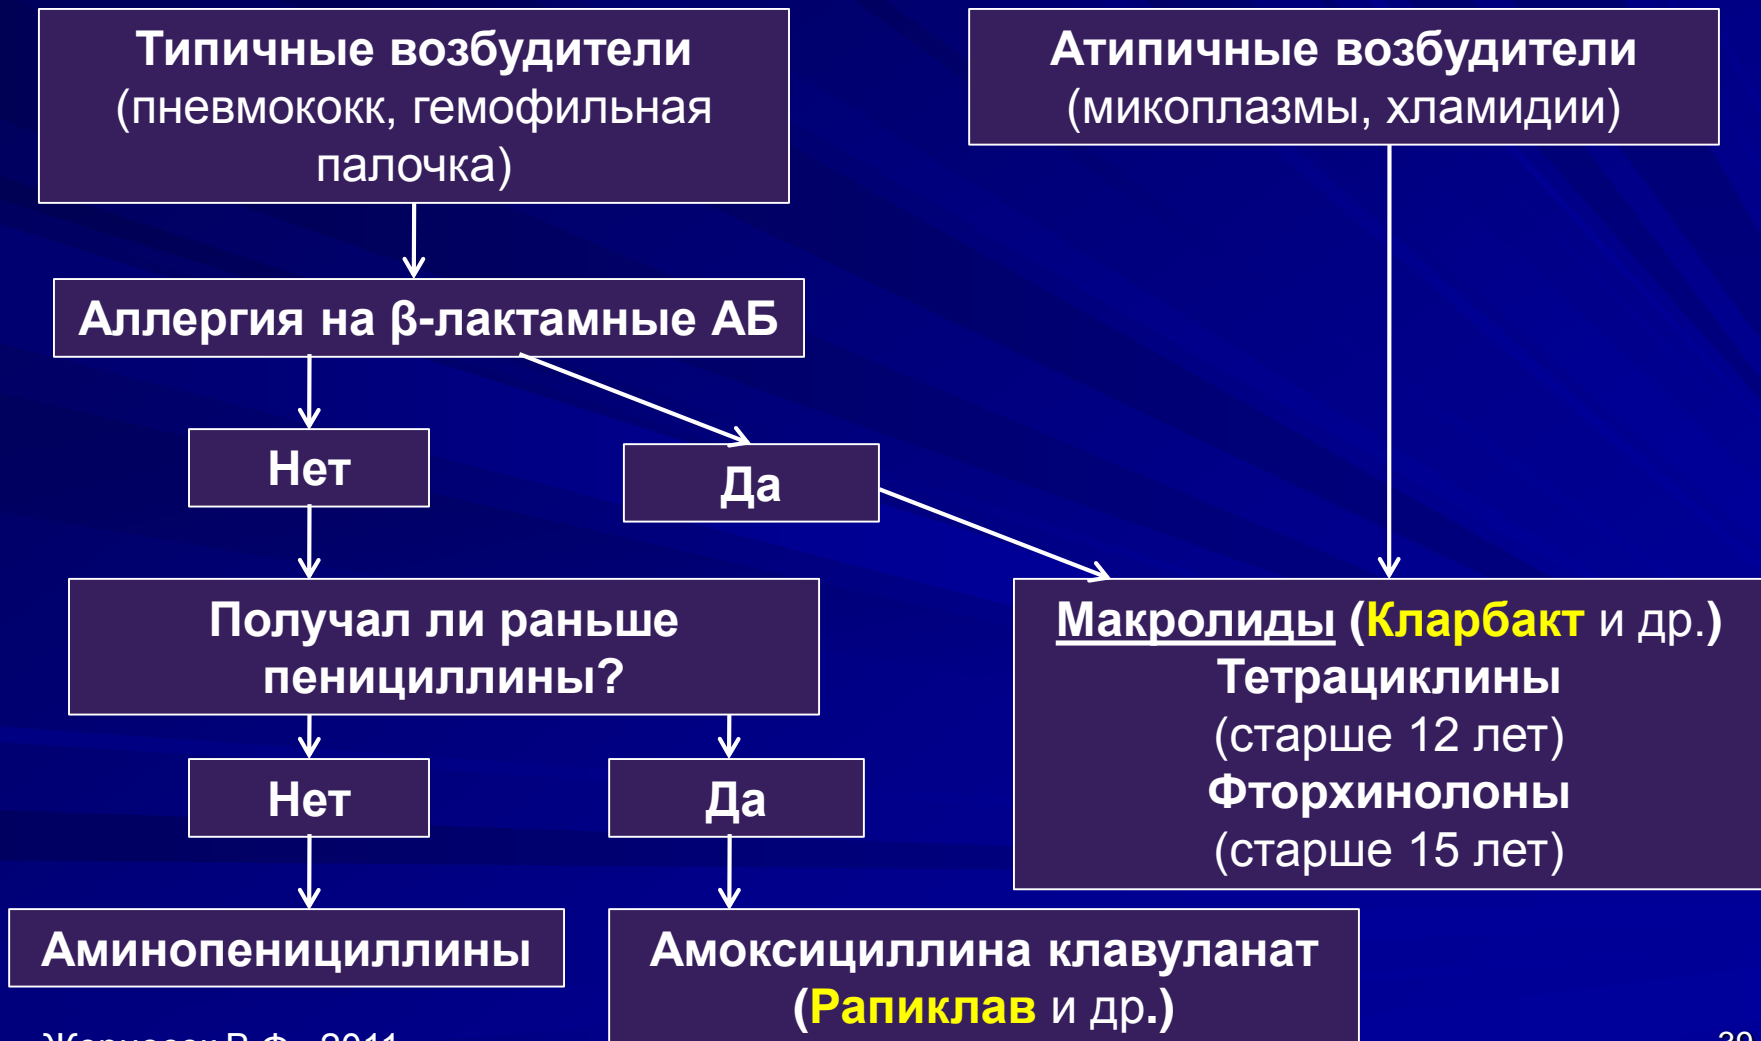 Типичные возбудители
(пневмококк, гемофильная
палочка)
Атипичные возбудители
(микоплазмы, хламидии)
Аллергия на β-лактамные АБ
Нет
Да
Получал ли раньше
пенициллины?
Макролиды (Кларбакт и др.)
Тетрациклины
(старше 12 лет)
Фторхинолоны
(старше 15 лет)
Нет
Да
Аминопенициллины
Амоксициллина клавуланат
(Рапиклав и др.)